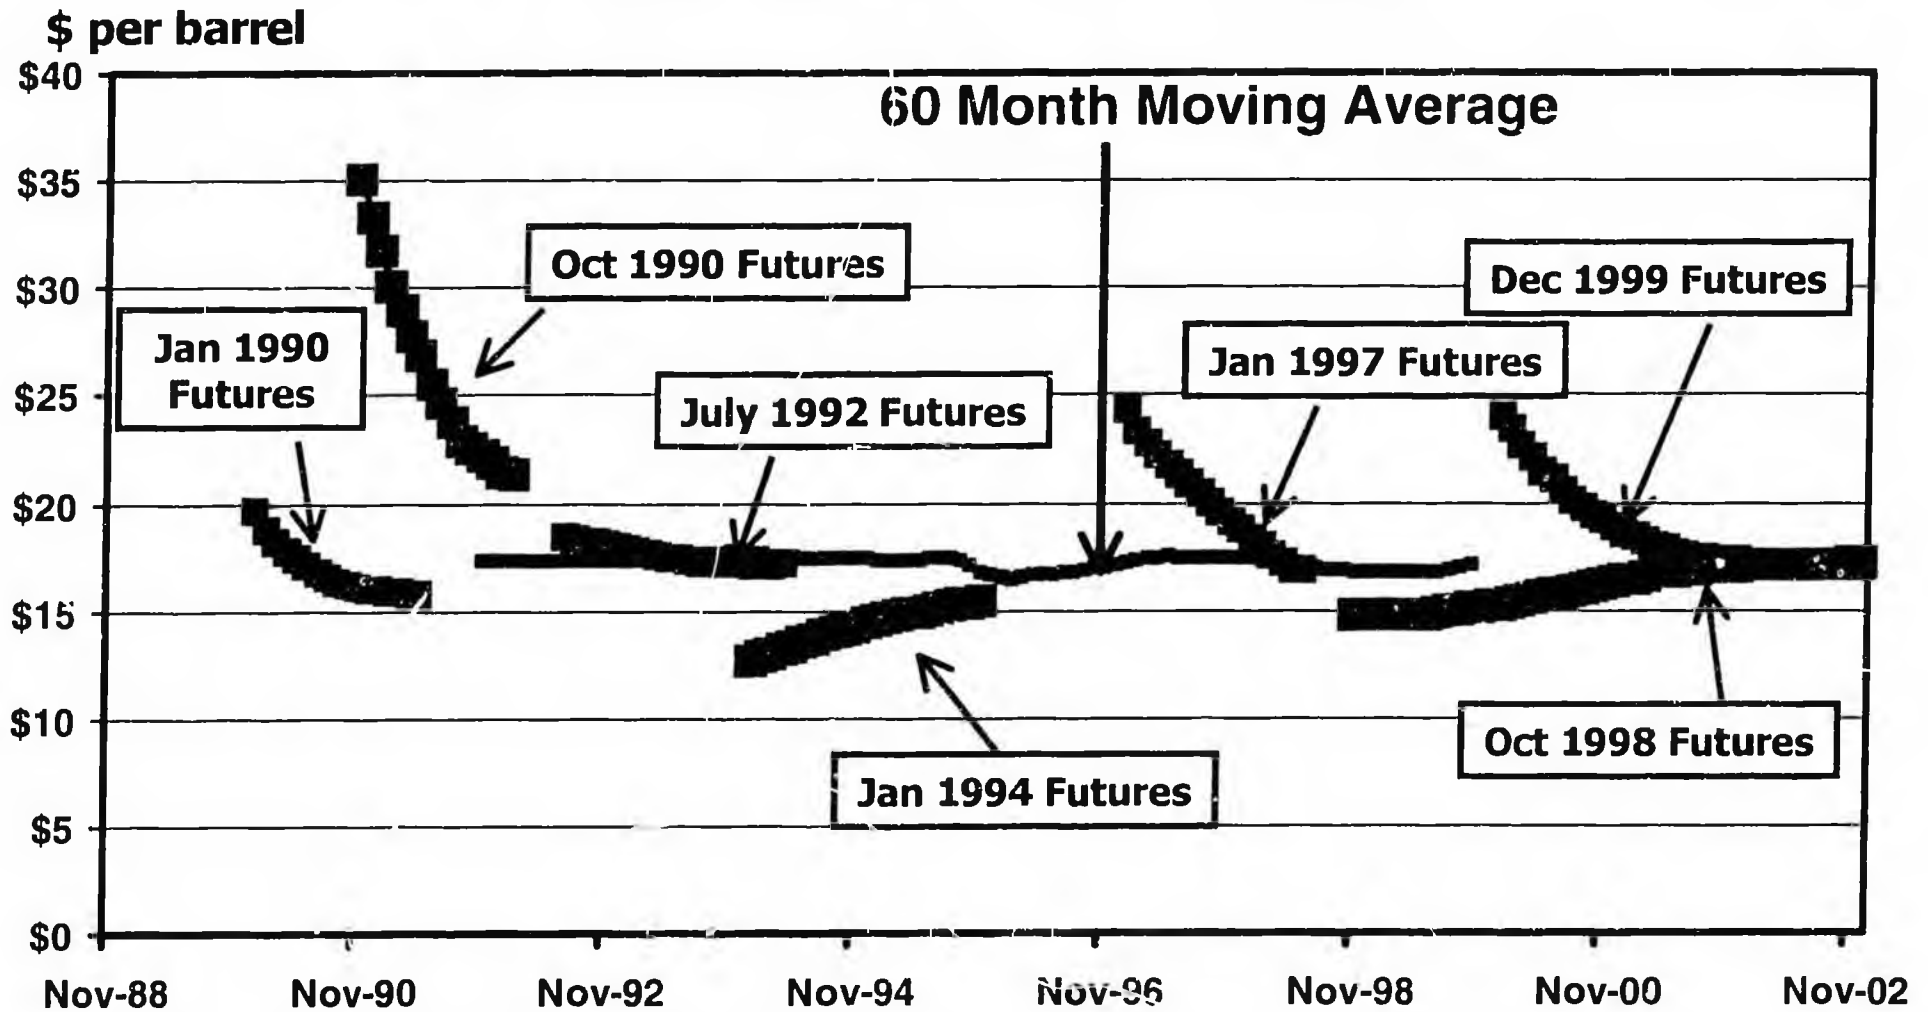 $ per barrel
$40
60 Month Moving Average
$35
Oct 1990 Futures
Dec 1999 Futures
$30
Jan 1990
Futures
Jan 1997 Futures
$25
July 1992 Futures
$20
$15
$10
Oct 1998 Futures
Jan 1994 Futures
$5
$0
Nov-88
Nov-90
Nov-92
Nov-94
Nov-96
Nov-98
Nov-00
Nov-02